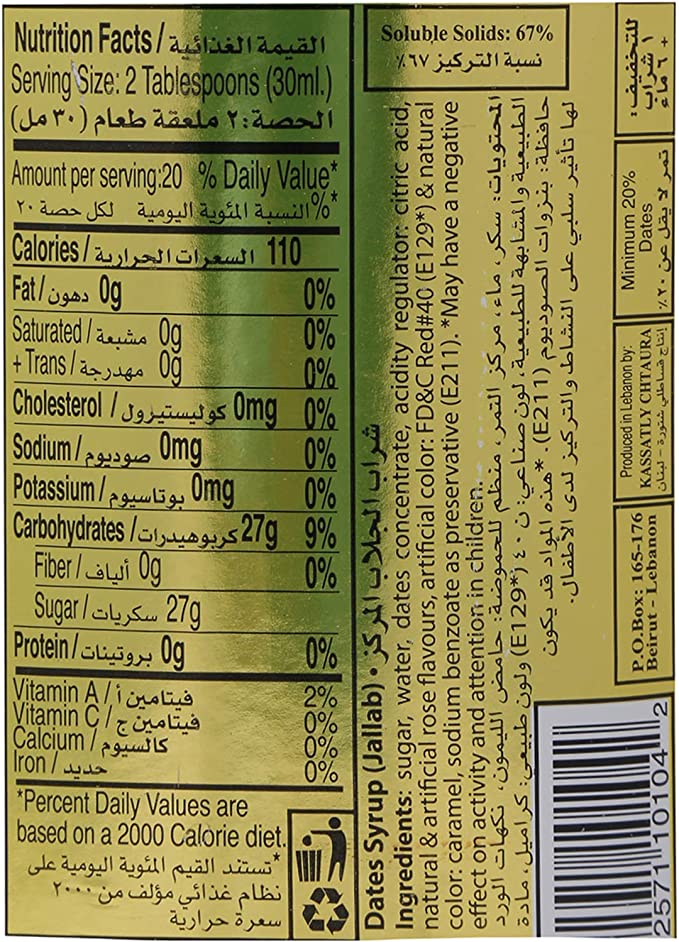 Nutrition Facts / القيمة الغذائية
Serving Size: 2 Tablespoons (30ml.)
الحصة: ٢ ملعقة طعام (٣٠ مل)
Amount per serving:20 % Daily Value*
%النسبة المئوية اليومية* لكل حصة ٢٠
Calories / السعرات الحرارية 110
Fat / دهون 0g 0%
Saturated / مشبعة 0g 0%
+ Trans / مهدرجة 0g 0%
Cholesterol / كوليستيرول 0mg 0%
Sodium / صوديوم 0mg 0%
Potassium / بوتاسيوم 0mg 0%
Carbohydrates / كربوهيدرات 27g 9%
Fiber / ألياف 0g 0%
Sugar / سكريات 27g
Protein / بروتينات 0g 0%
Vitamin A / فيتامين أ 2%
Vitamin C / فيتامين ج 0%
Calcium / كالسيوم 0%
Iron / حديد 0%
*Percent Daily Values are
based on a 2000 Calorie diet.
*تستند القيم المئوية اليومية على
نظام غذائي مؤلف من ٢٠٠٠
سعرة حرارية
Soluble Solids: 67%
نسبة التركيز ٦٧٪
Dates Syrup (Jallab) • شراب الجلاب المركز
Ingredients: sugar, water, dates concentrate, acidity regulator: citric acid,
natural & artificial rose flavours, artificial color: FD&C Red#40 (E129*) & natural
color: caramel, sodium benzoate as preservative (E211). *May have a negative
effect on activity and attention in children.
المحتويات: سكر، ماء، مركز التمر، منظم للحموضة: حامض الليمون، نكهات الورد
الطبيعية والمشابهة للطبيعية، لون صناعي: ن ٤٠ (E129*) ولون طبيعي: كراميل، مادة
حافظة: بنزوات الصوديوم (E211). *هذه المواد قد يكون
لها تأثير سلبي على النشاط والتركيز لدى الأطفال.
للتخفيف:
١ شراب
+ ٦ ماء
Minimum 20%
Dates
تمر لا يقل عن ٢٠٪
Produced in Lebanon by:
KASSATLY CHTAURA
إنتاج قساطلي شتورة - لبنان
P.O.Box: 165-176
Beirut - Lebanon
2571110104 2